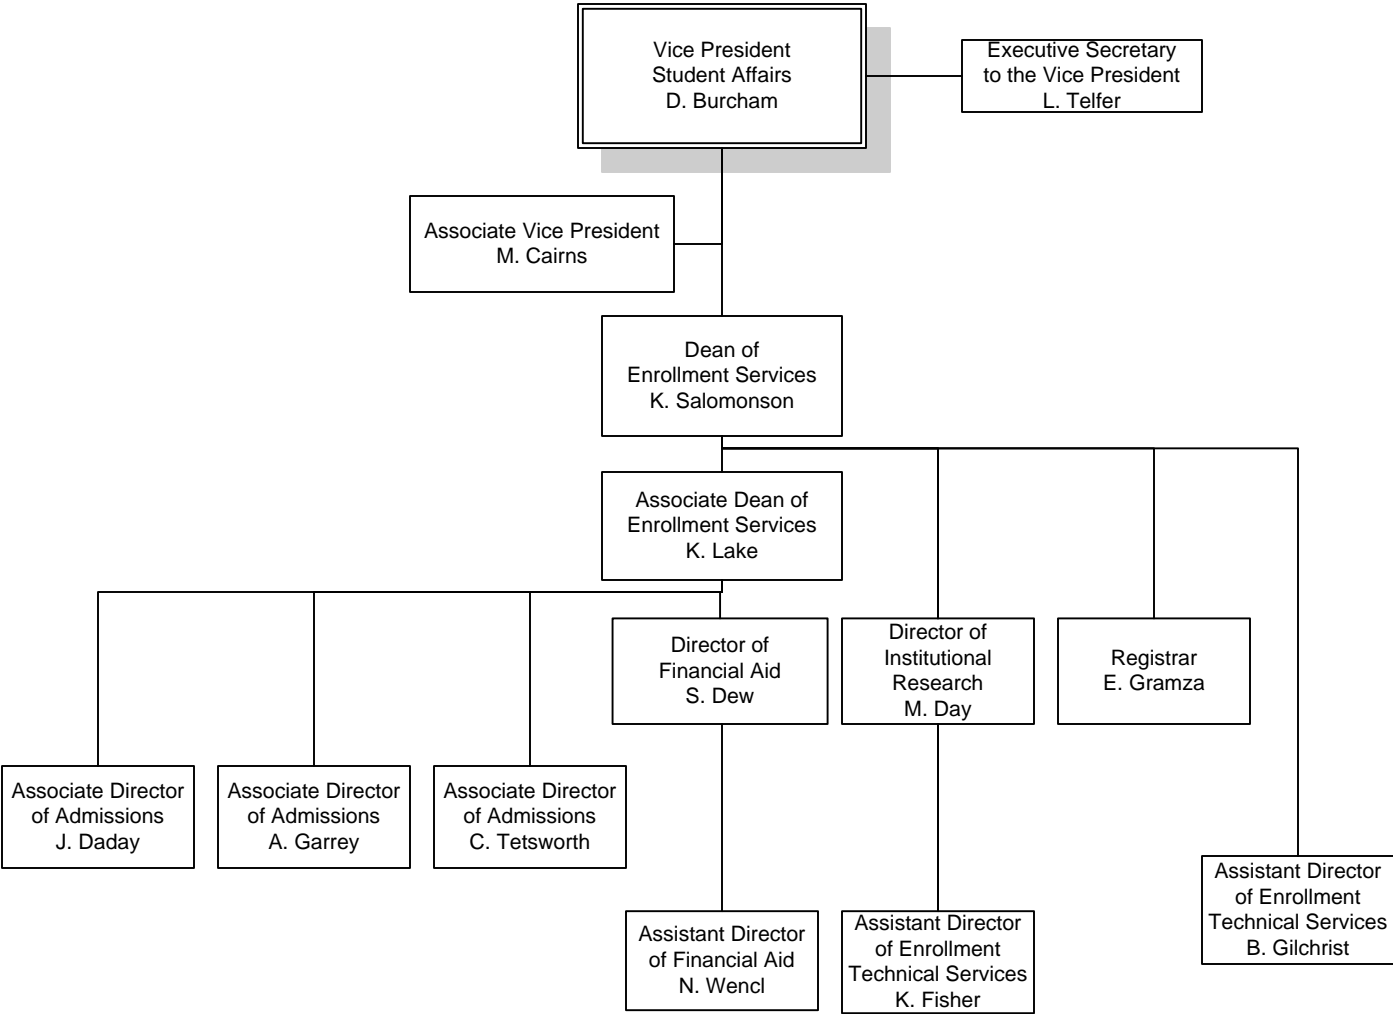 Vice President
Student Affairs
D. Burcham
Executive Secretary
to the Vice President
L. Telfer
Associate Vice President
M. Cairns
Dean of
Enrollment Services
K. Salomonson
Associate Dean of
Enrollment Services
K. Lake
Director of
Financial Aid
S. Dew
Director of
Institutional
Research
M. Day
Registrar
E. Gramza
Associate Director
of Admissions
J. Daday
Associate Director
of Admissions
A. Garrey
Associate Director
of Admissions
C. Tetsworth
Assistant Director
of Enrollment
Technical Services
B. Gilchrist
Assistant Director
of Financial Aid
N. Wencl
Assistant Director
of Enrollment
Technical Services
K. Fisher